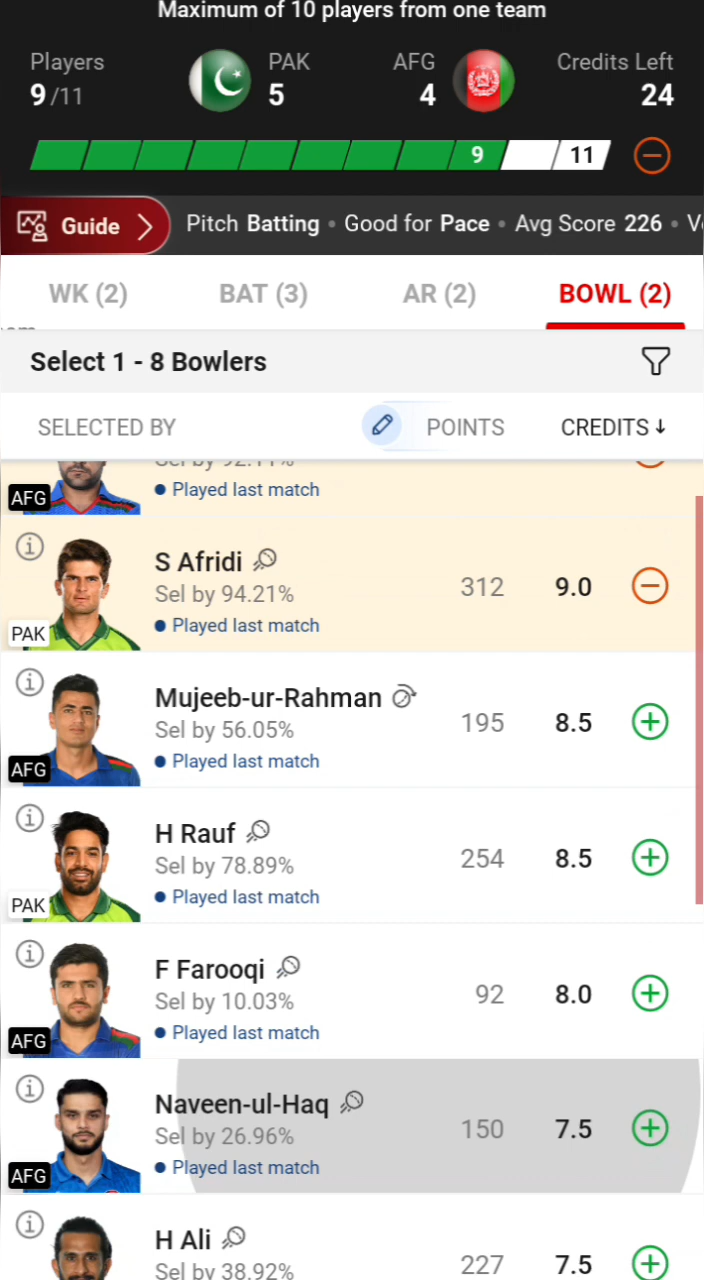 Maximum of 10 players from one team
Players
PAK
AFG
Credits Left
9 /11
5
4
24
9
11
Guide
Pitch Batting • Good for Pace • Avg Score 226 •
WK (2)
BAT (3)
AR (2)
BOWL (2)
Select 1 - 8 Bowlers
SELECTED BY
POINTS
CREDITS ↓
Sel by 92.11%
AFG
Played last match
S Afridi
Sel by 94.21%
312
9.0
PAK
Played last match
Mujeeb-ur-Rahman
Sel by 56.05%
195
8.5
AFG
Played last match
H Rauf
Sel by 78.89%
254
8.5
PAK
Played last match
F Farooqi
Sel by 10.03%
92
8.0
AFG
Played last match
Naveen-ul-Haq
Sel by 26.96%
150
7.5
AFG
Played last match
H Ali
Sel by 38.92%
227
7.5